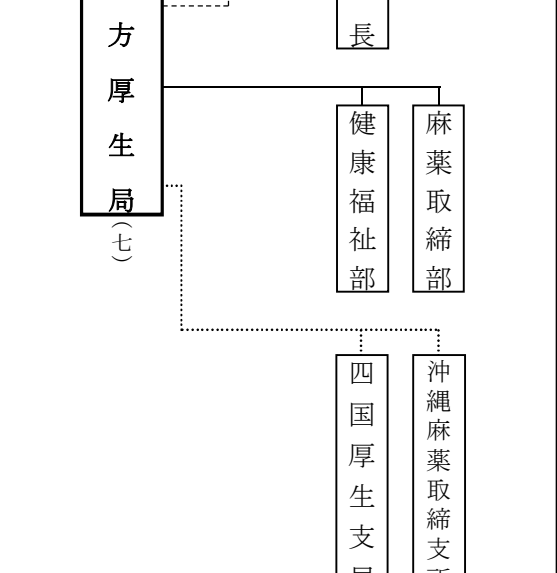 長
麻薬取締部
健康福祉部
方厚生局(七)
沖縄麻薬取締支
四国厚生支